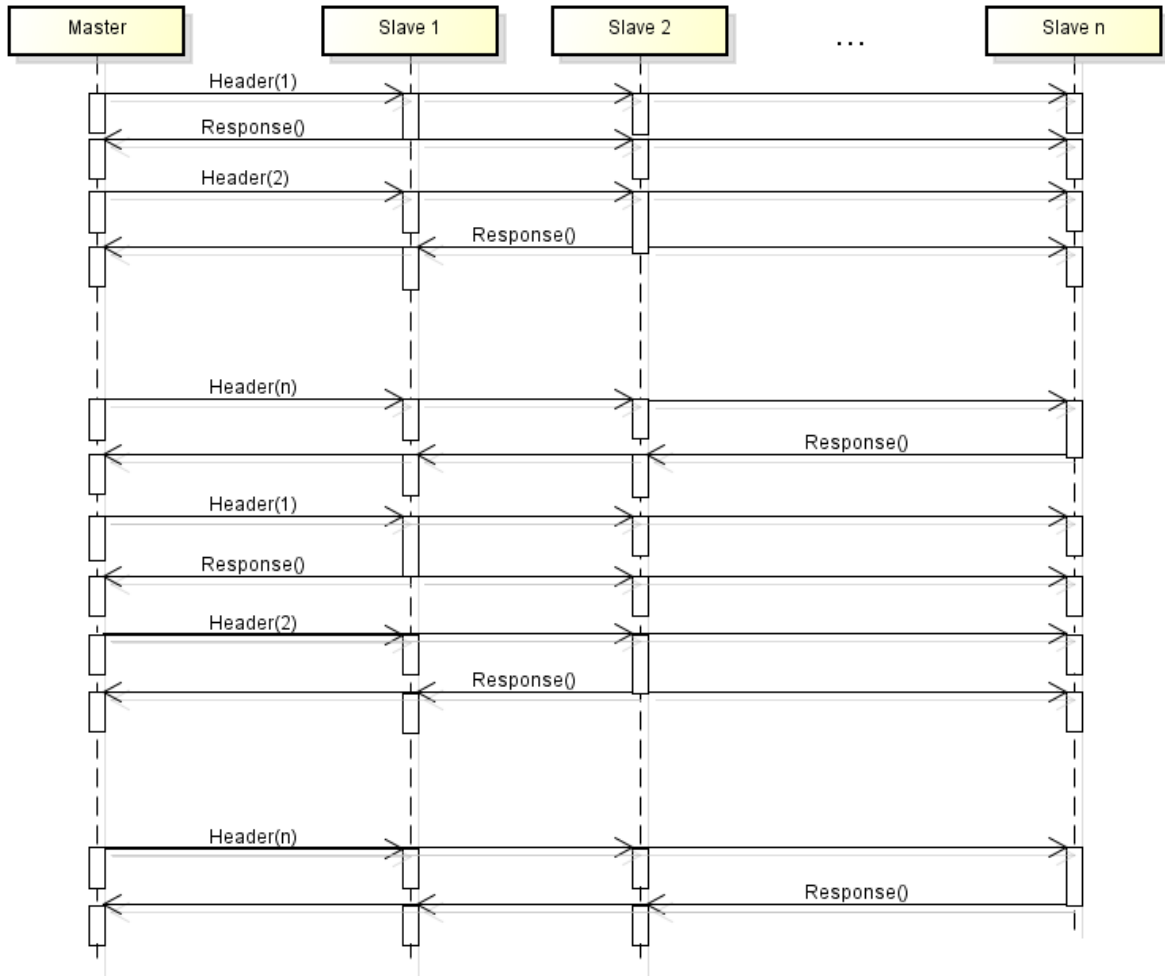 Master
Slave 1
Slave 2
...
Slave n
Header(1)
Response()
Header(2)
Response()
Header(n)
Response()
Header(1)
Response()
Header(2)
Response()
Header(n)
Response()